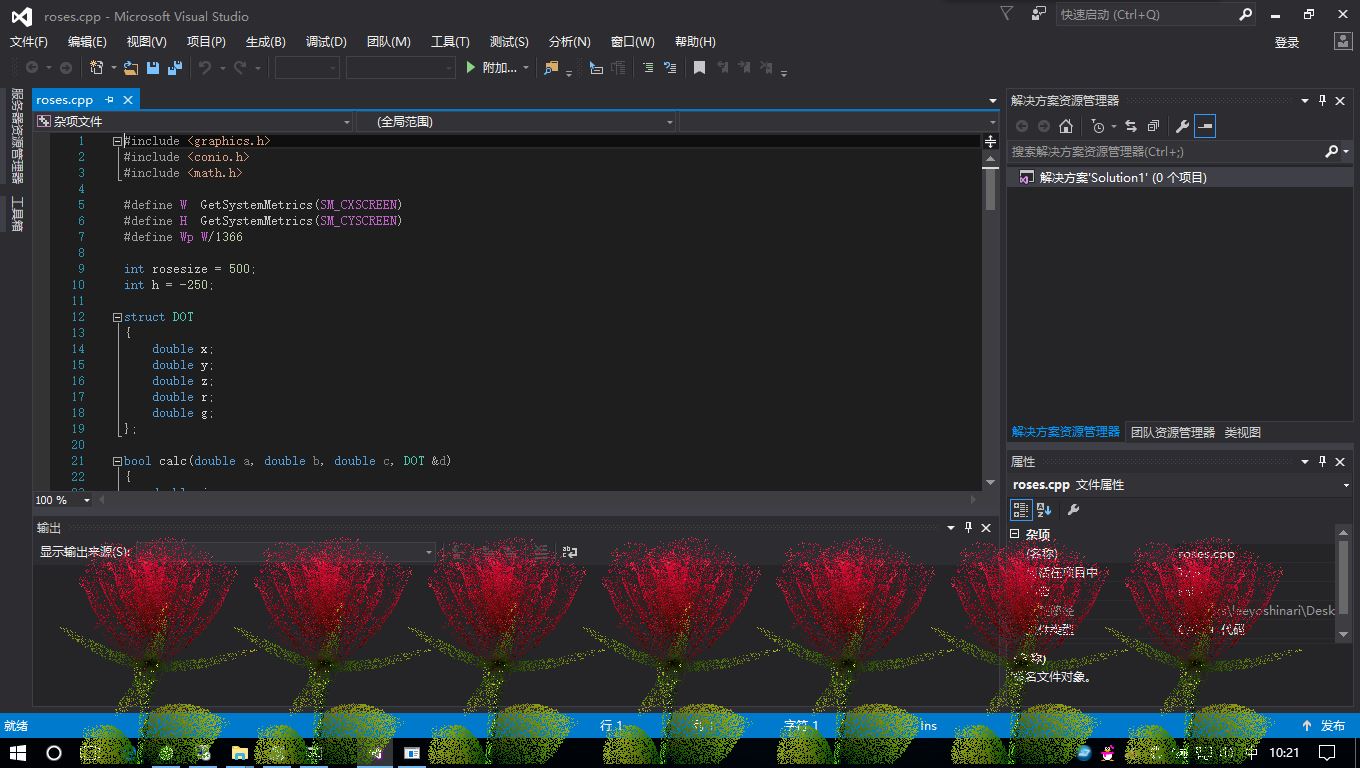 roses.cpp - Microsoft Visual Studio
快速启动 (Ctrl+Q)
文件(F) 编辑(E) 视图(V) 项目(P) 生成(B) 调试(D) 团队(M) 工具(T) 测试(S) 分析(N) 窗口(W) 帮助(H)
登录
附加...
服务器资源管理器
工具箱
roses.cpp
杂项文件
(全局范围)
1 #include <graphics.h>
2 #include <conio.h>
3 #include <math.h>
4
5 #define W  GetSystemMetrics(SM_CXSCREEN)
6 #define H  GetSystemMetrics(SM_CYSCREEN)
7 #define Wp W/1366
8
9 int rosesize = 500;
10 int h = -250;
11
12 struct DOT
13 {
14     double x;
15     double y;
16     double z;
17     double r;
18     double g;
19 };
20
21 bool calc(double a, double b, double c, DOT &d)
22 {
100 %
输出
显示输出来源(S):
解决方案资源管理器
搜索解决方案资源管理器(Ctrl+;)
解决方案'Solution1' (0 个项目)
解决方案资源管理器 团队资源管理器 类视图
属性
roses.cpp 文件属性
杂项
(名称) roses.cpp
活在项目中
\leeyoshinari\Desk
代码
名文件对象。
就绪
行 1
字符 1
Ins
发布
中
10:21